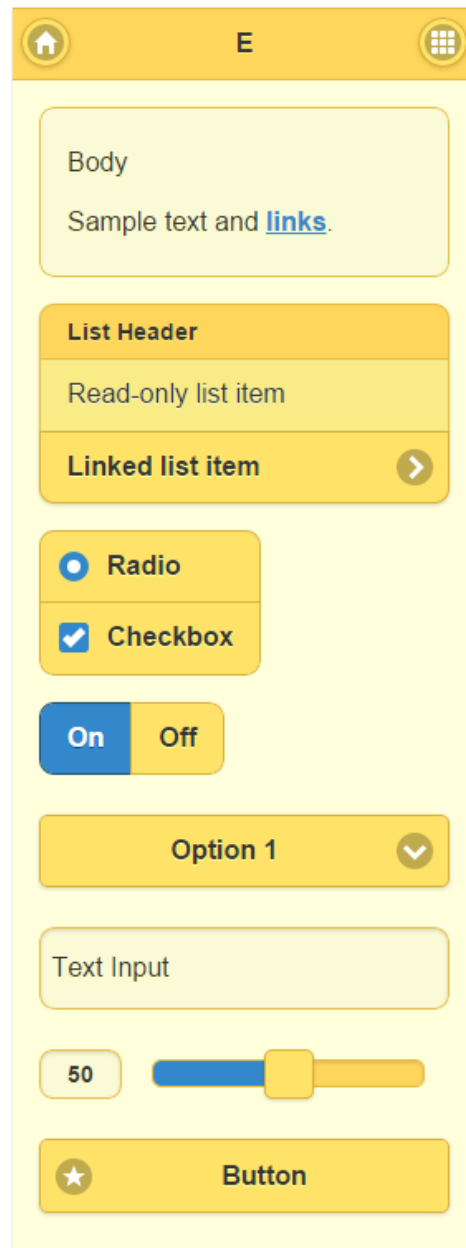 E
Body
Sample text and links.
List Header
Read-only list item
Linked list item
Radio
Checkbox
On Off
Option 1
Text Input
50
Button